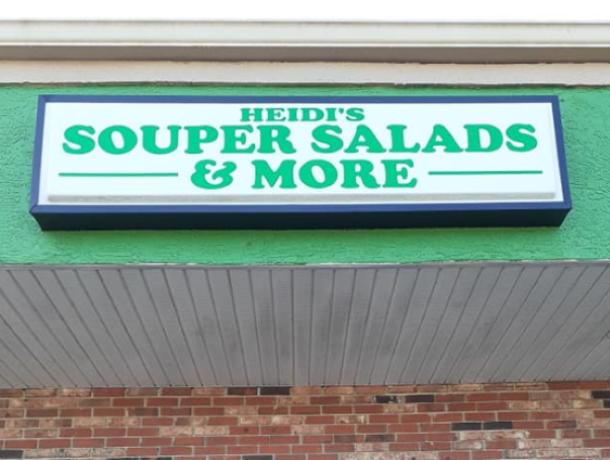 HEIDI'S
SOUPER SALADS
& MORE